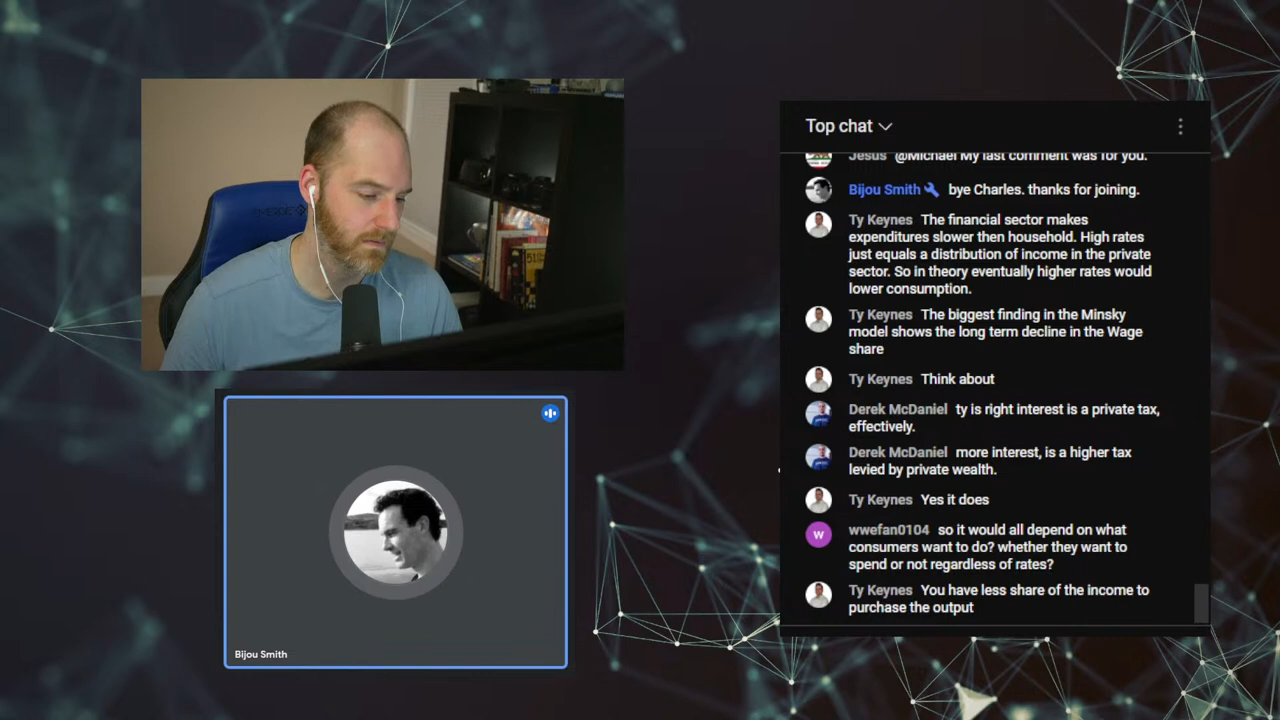 Top chat
Jesus @Michael My last comment was for you.
Bijou Smith bye Charles. thanks for joining.
Ty Keynes The financial sector makes
expenditures slower then household. High rates
just equals a distribution of income in the private
sector. So in theory eventually higher rates would
lower consumption.
Ty Keynes The biggest finding in the Minsky
model shows the long term decline in the Wage
share
Ty Keynes Think about
Derek McDaniel ty is right interest is a private tax,
effectively.
Derek McDaniel more interest, is a higher tax
levied by private wealth.
Ty Keynes Yes it does
w
wwefan0104 so it would all depend on what
consumers want to do? whether they want to
spend or not regardless of rates?
Ty Keynes You have less share of the income to
purchase the output
Bijou Smith